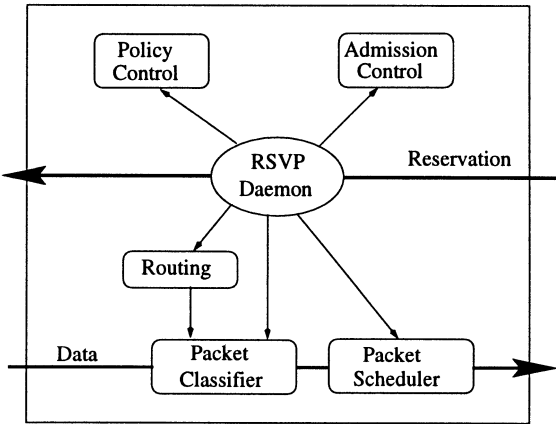 Policy
Control
Admission
Control
RSVP
Daemon
Reservation
Routing
Data
Packet
Classifier
Packet
Scheduler